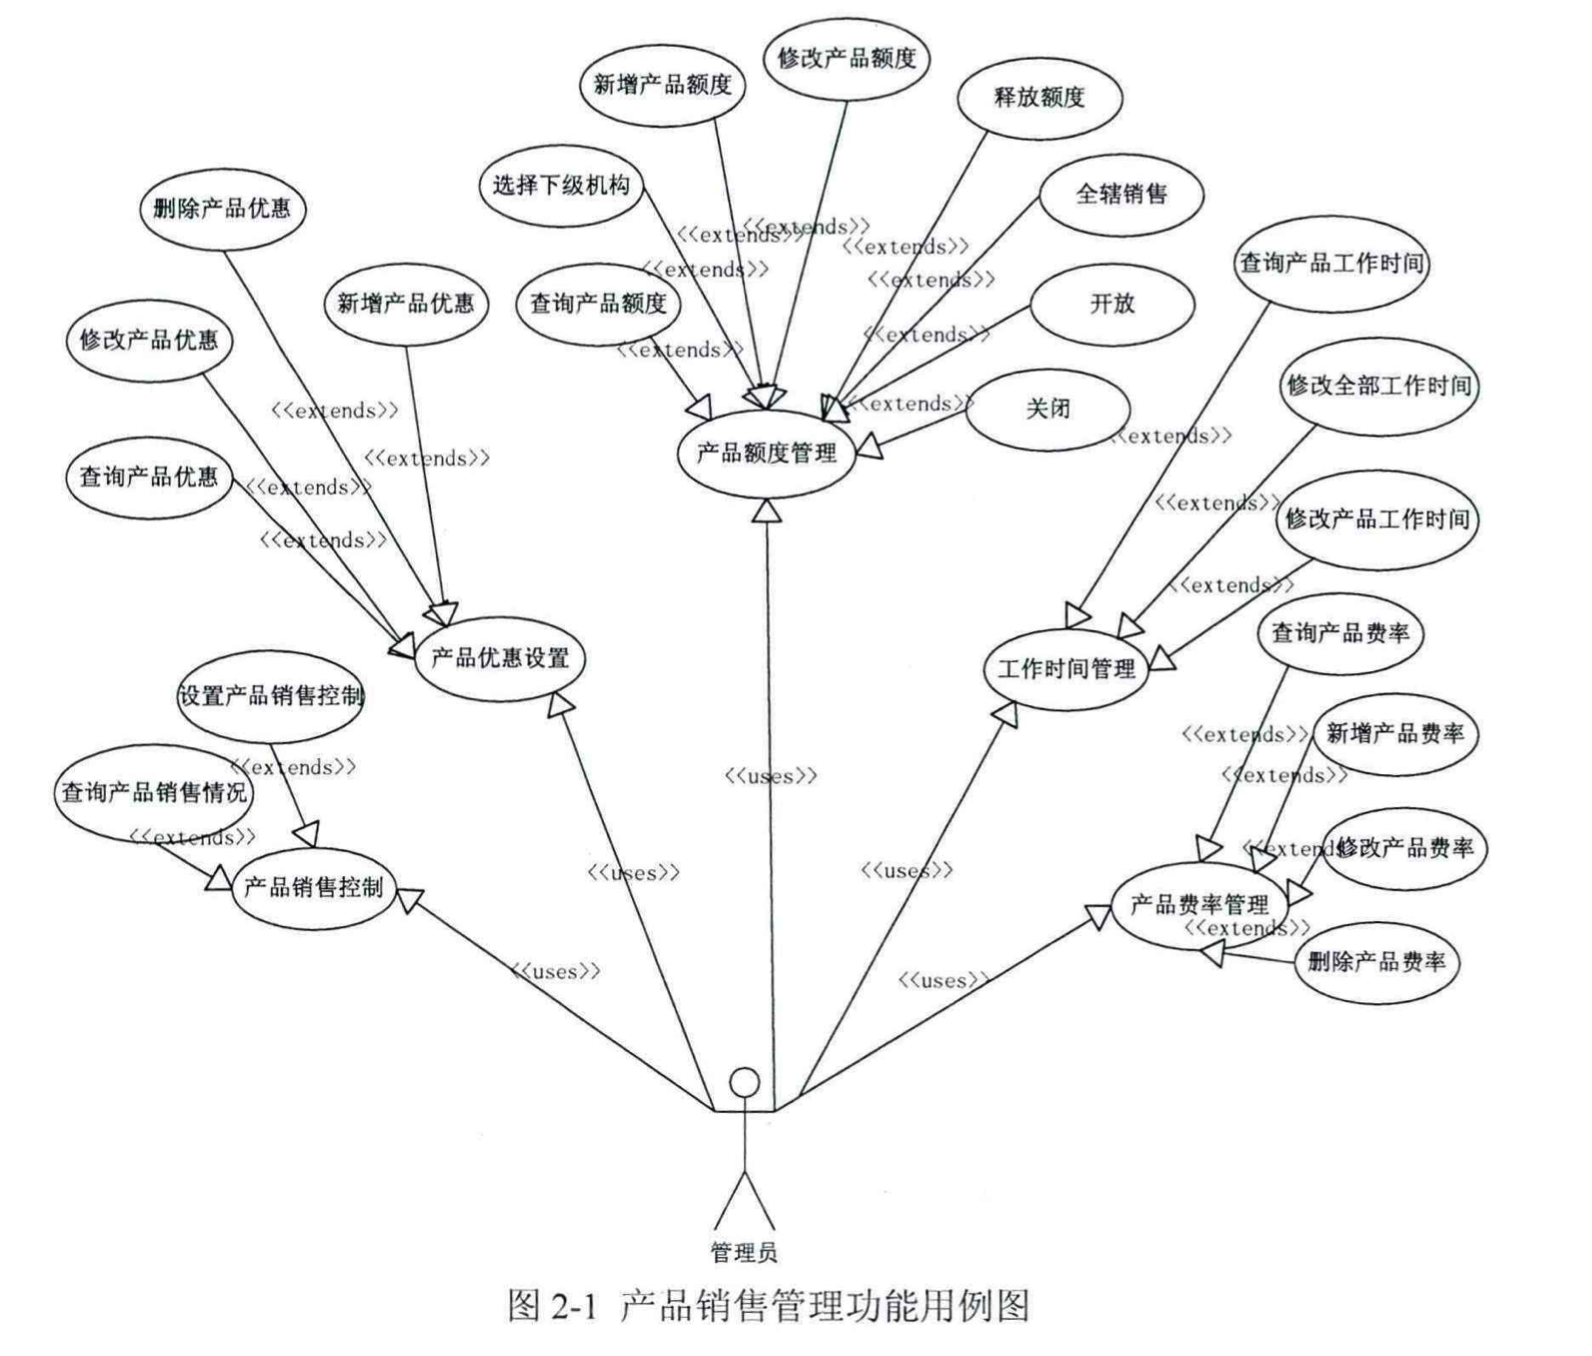 修改产品额度
新增产品额度
释放额度
选择下级机构
全辖销售
删除产品优惠
<<extends>>
<<extends>>
<<extends>>
查询产品工作时间
<<extends>>
<<extends>>
新增产品优惠
查询产品额度
开放
修改产品优惠
<<extends>>
<<extends>>
修改全部工作时间
<<extends>>
<<extends>>
关闭
<<extends>>
产品额度管理
<<extends>>
查询产品优惠
<<extends>>
<<extends>>
修改产品工作时间
<<extends>>
<<extends>>
查询产品费率
产品优惠设置
工作时间管理
设置产品销售控制
<<extends>>
新增产品费率
<<extends>>
<<uses>>
<<extends>>
查询产品销售情况
<<extends>>
<<extends>>
修改产品费率
<<uses>>
<<uses>>
产品销售控制
产品费率管理
<<extends>>
<<uses>>
<<uses>>
删除产品费率
管理员
图 2-1 产品销售管理功能用例图